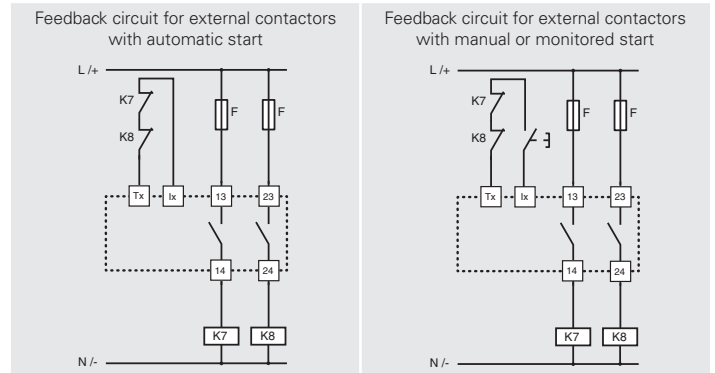 Feedback circuit for external contactors
with automatic start
L /+
K7
F
F
K8
Tx
Ix
13
23
14
24
K7
K8
N /-
Feedback circuit for external contactors
with manual or monitored start
L /+
K7
F
F
K8
Tx
Ix
13
23
14
24
K7
K8
N /-